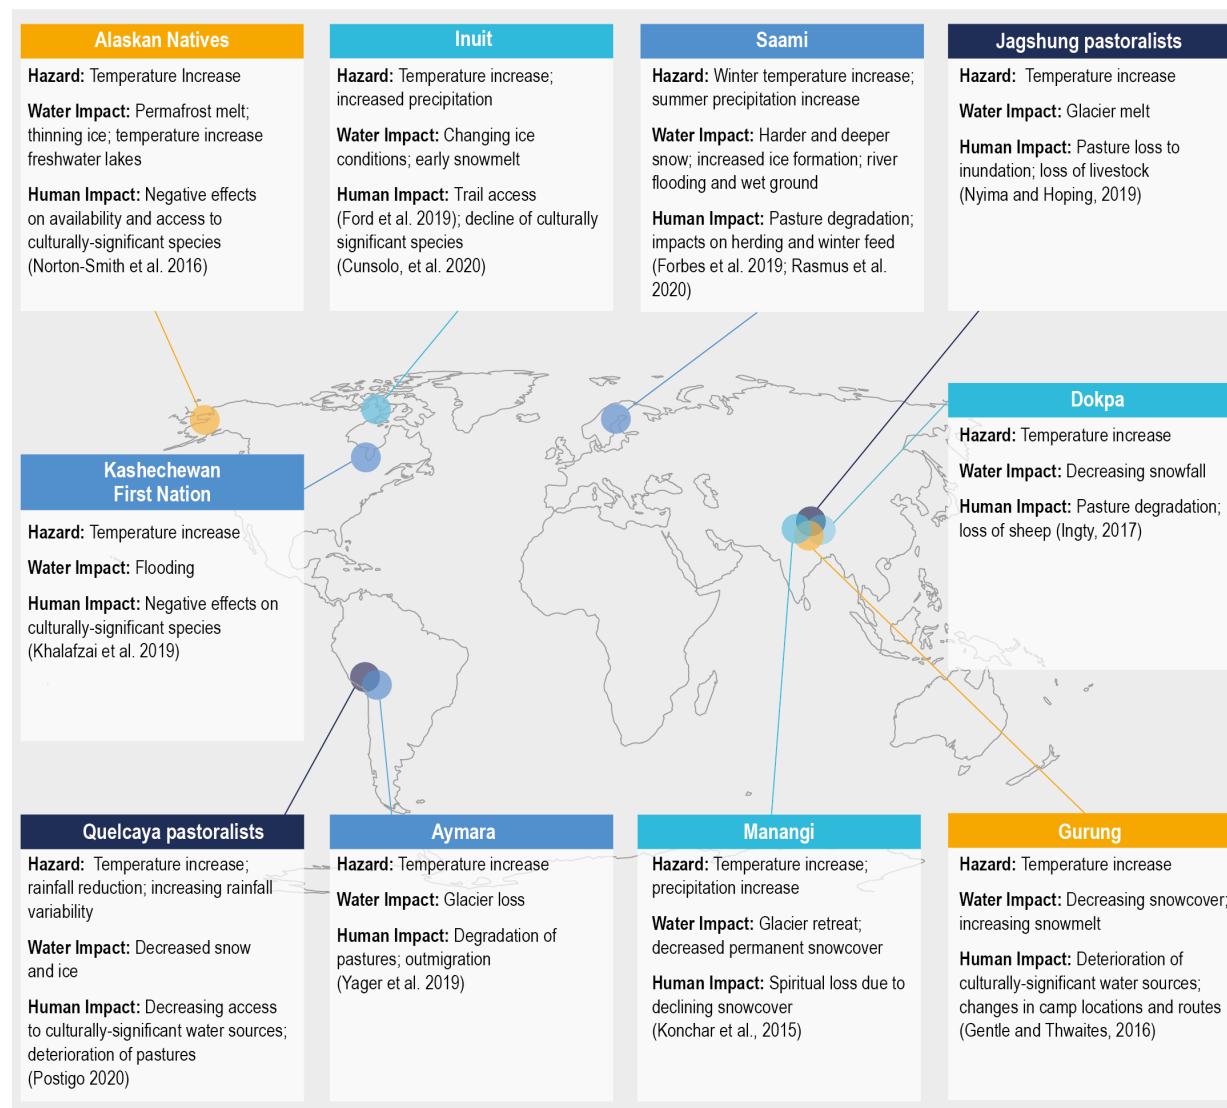 Alaskan Natives
Hazard: Temperature Increase
Water Impact: Permafrost melt;
thinning ice; temperature increase
freshwater lakes
Human Impact: Negative effects
on availability and access to
culturally-significant species
(Norton-Smith et al. 2016)
Inuit
Hazard: Temperature increase;
increased precipitation
Water Impact: Changing ice
conditions; early snowmelt
Human Impact: Trail access
(Ford et al. 2019); decline of culturally
significant species
(Cunsolo, et al. 2020)
Saami
Hazard: Winter temperature increase;
summer precipitation increase
Water Impact: Harder and deeper
snow; increased ice formation; river
flooding and wet ground
Human Impact: Pasture degradation;
impacts on herding and winter feed
(Forbes et al. 2019; Rasmus et al.
2020)
Jagshung pastoralists
Hazard: Temperature increase
Water Impact: Glacier melt
Human Impact: Pasture loss to
inundation; loss of livestock
(Nyima and Hoping, 2019)
Kashechewan
First Nation
Hazard: Temperature increase
Water Impact: Flooding
Human Impact: Negative effects on
culturally-significant species
(Khalafzai et al. 2019)
Dokpa
Hazard: Temperature increase
Water Impact: Decreasing snowfall
Human Impact: Pasture degradation;
loss of sheep (Ingty, 2017)
Quelcaya pastoralists
Hazard: Temperature increase;
rainfall reduction; increasing rainfall
variability
Water Impact: Decreased snow
and ice
Human Impact: Decreasing access
to culturally-significant water sources;
deterioration of pastures
(Postigo 2020)
Aymara
Hazard: Temperature increase
Water Impact: Glacier loss
Human Impact: Degradation of
pastures; outmigration
(Yager et al. 2019)
Manangi
Hazard: Temperature increase;
precipitation increase
Water Impact: Glacier retreat;
decreased permanent snowcover
Human Impact: Spiritual loss due to
declining snowcover
(Konchar et al., 2015)
Gurung
Hazard: Temperature increase
Water Impact: Decreasing snowcover;
increasing snowmelt
Human Impact: Deterioration of
culturally-significant water sources;
changes in camp locations and routes
(Gentle and Thwaites, 2016)